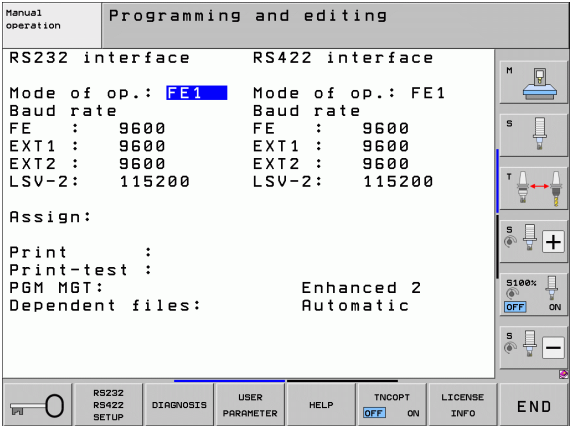 Manual
operation
Programming and editing
RS232 interface RS422 interface
Mode of op.: FE1 Mode of op.: FE1
Baud rate Baud rate
FE : 9600 FE : 9600
EXT1 : 9600 EXT1 : 9600
EXT2 : 9600 EXT2 : 9600
LSV-2: 115200 LSV-2: 115200
Assign:
Print :
Print-test :
PGM MGT: Enhanced 2
Dependent files: Automatic
M
S
T
S
+
S100%
OFF ON
S
−
RS232
RS422
SETUP
DIAGNOSIS
USER
PARAMETER
HELP
TNCOPT
OFF ON
LICENSE
INFO
END